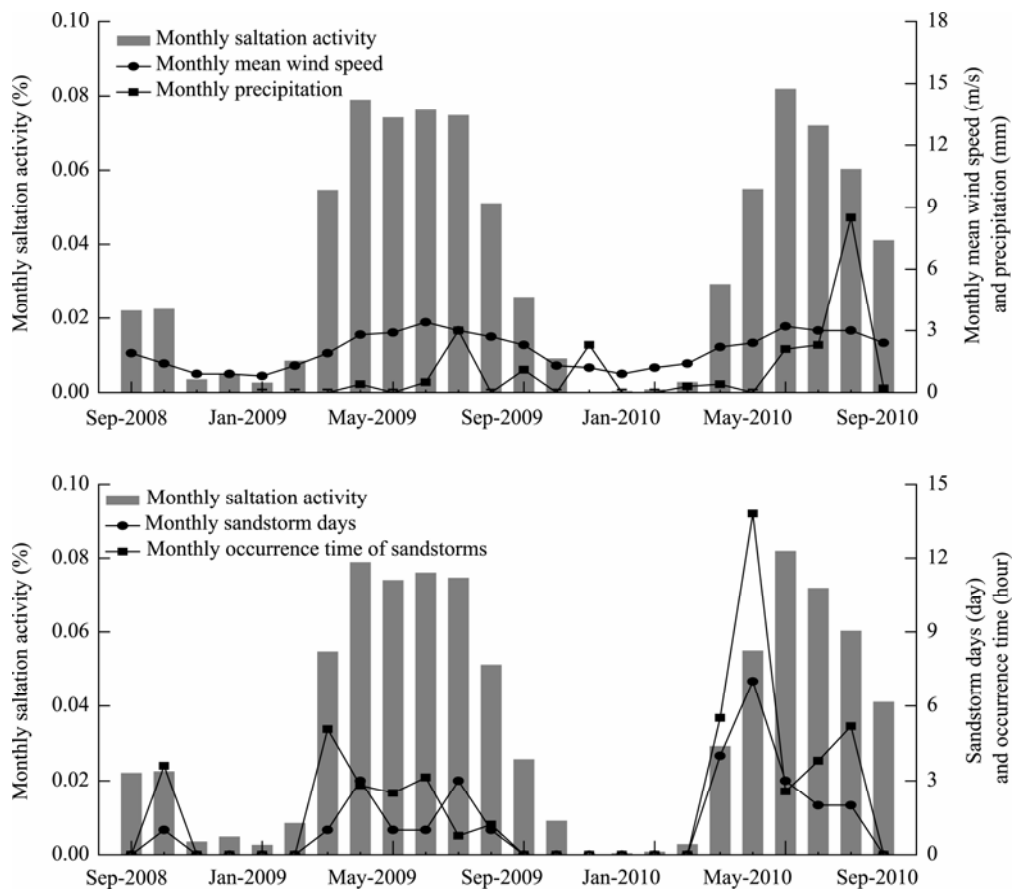 Monthly saltation activity
Monthly mean wind speed
Monthly precipitation
Monthly saltation activity (%)
0.10
0.08
0.06
0.04
0.02
0.00
18
15
12
9
6
3
0
Monthly mean wind speed (m/s)
and precipitation (mm)
Sep-2008 Jan-2009 May-2009 Sep-2009 Jan-2010 May-2010 Sep-2010
Monthly saltation activity
Monthly sandstorm days
Monthly occurrence time of sandstorms
Monthly saltation activity (%)
0.10
0.08
0.06
0.04
0.02
0.00
15
12
9
6
3
0
Sandstorm days (day)
and occurrence time (hour)
Sep-2008 Jan-2009 May-2009 Sep-2009 Jan-2010 May-2010 Sep-2010